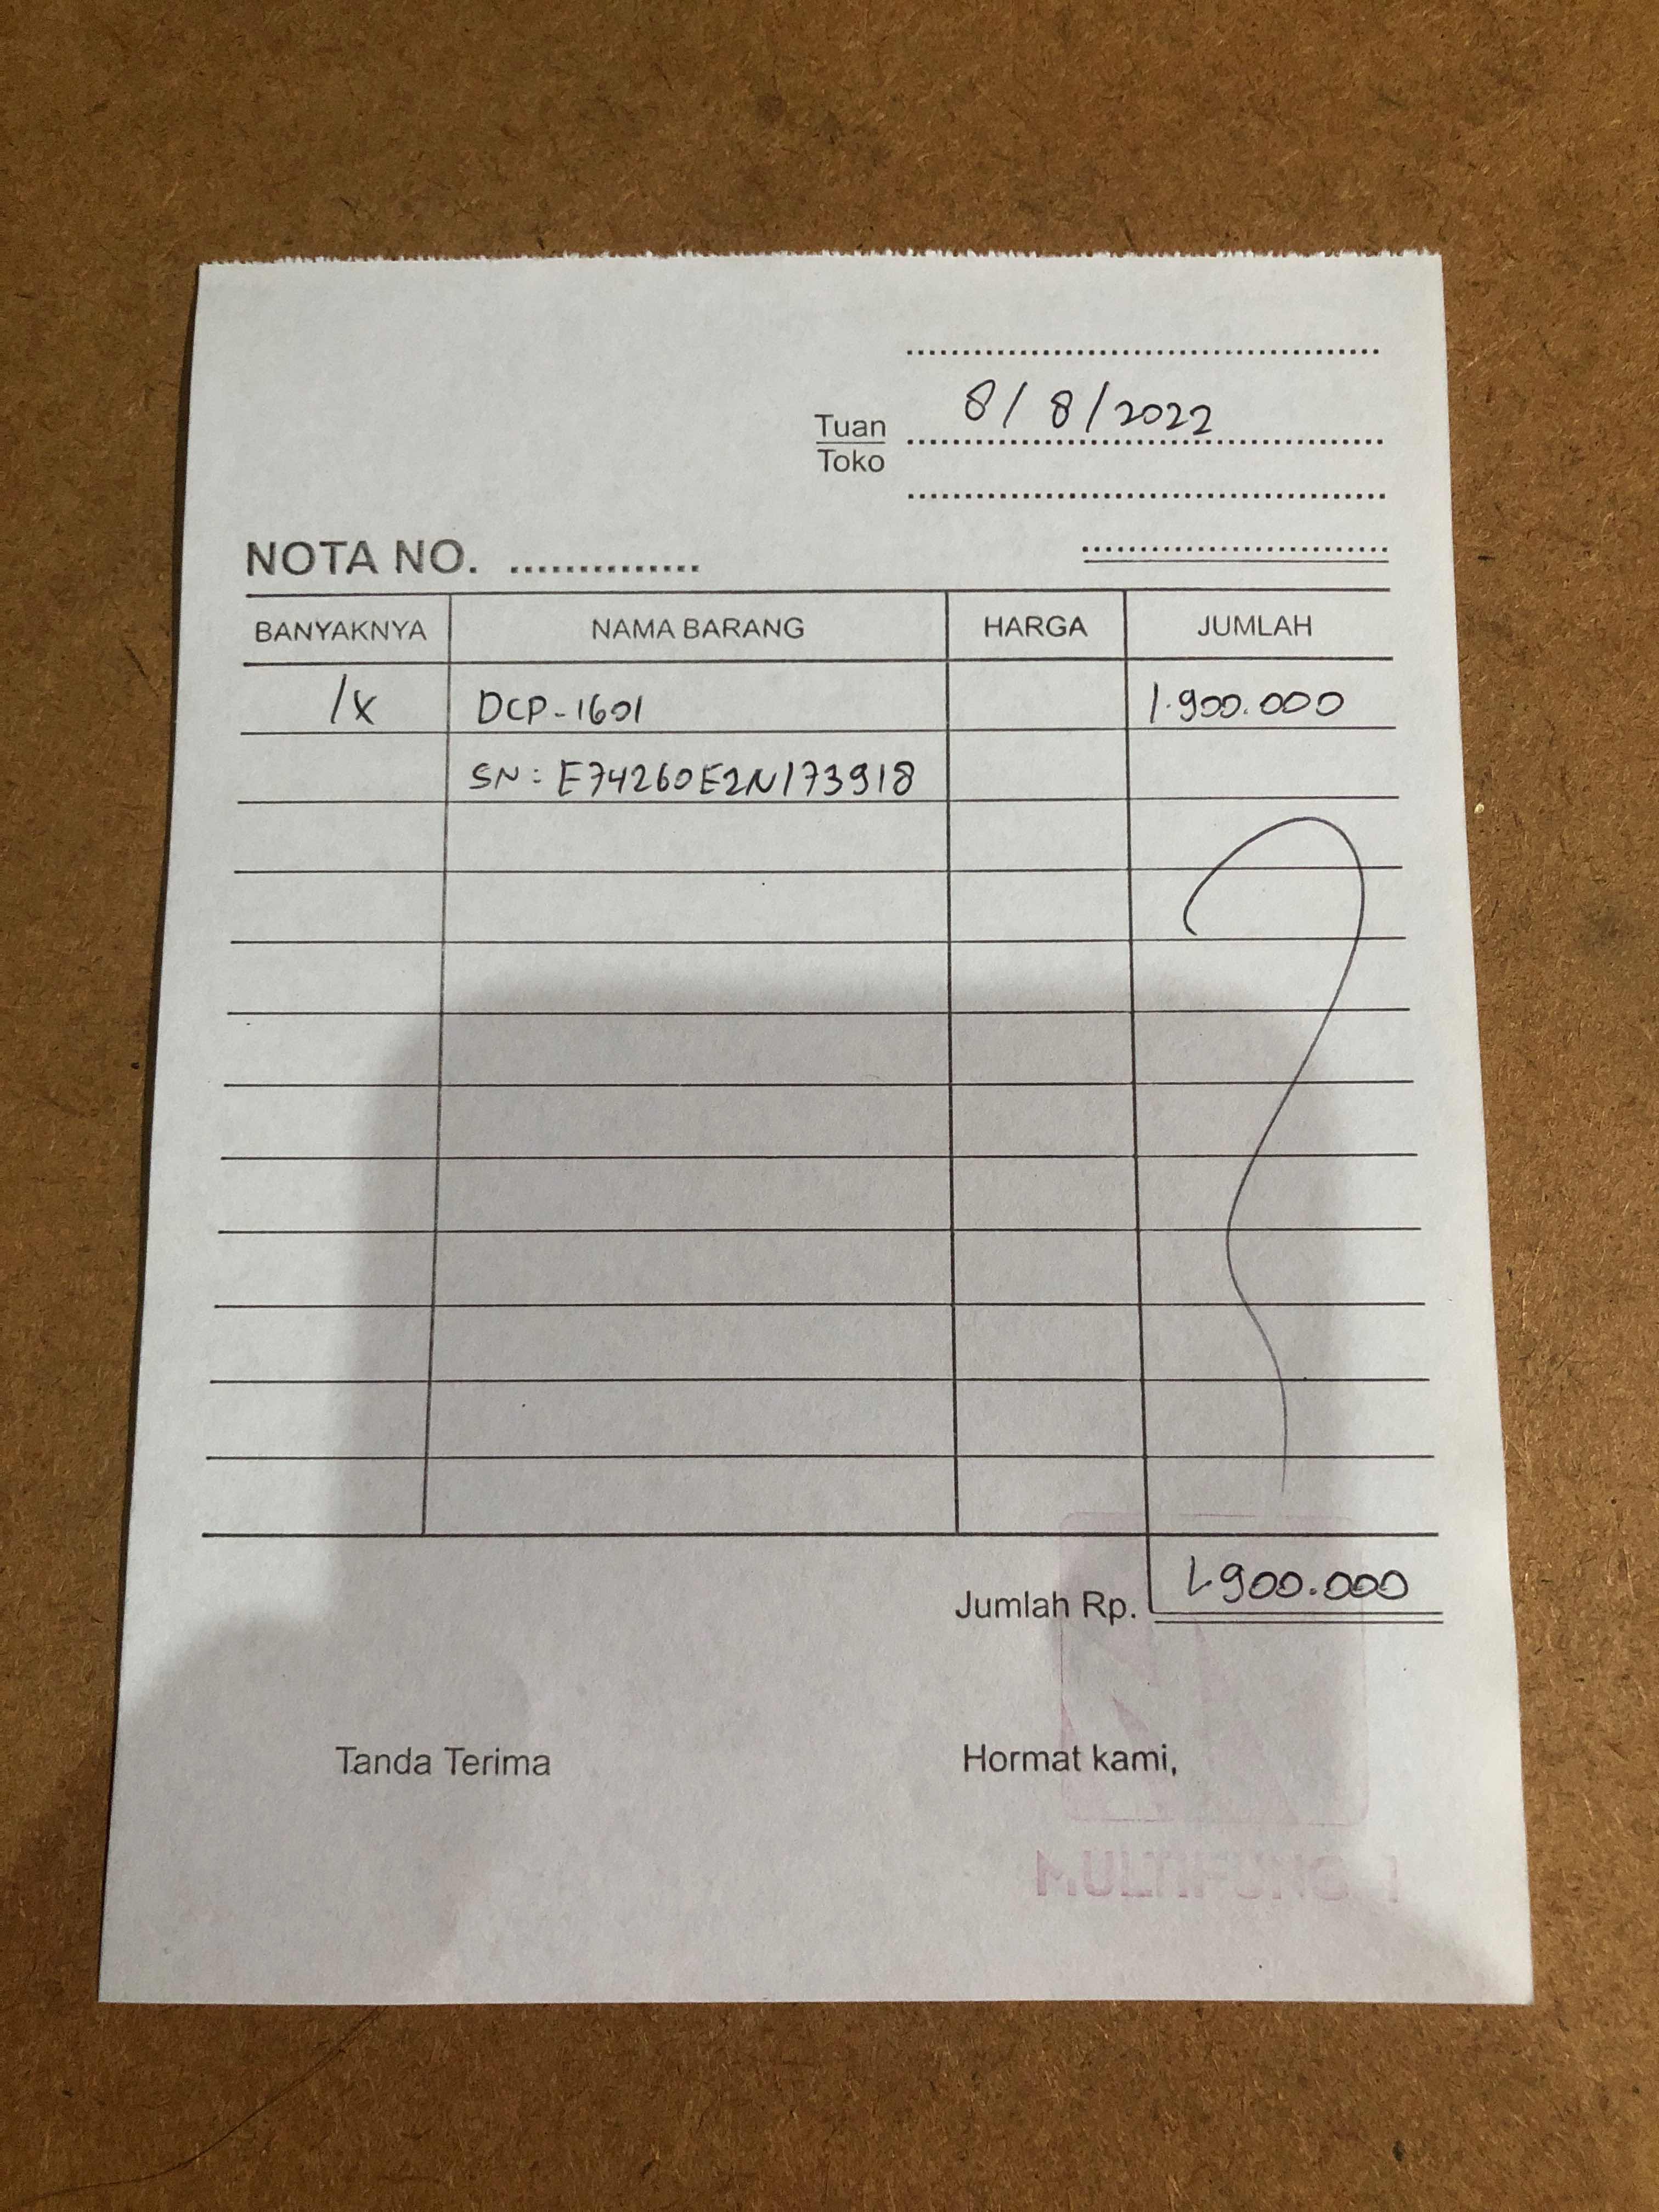 8/8/2022
Tuan
Toko
NOTA NO. ..............
BANYAKNYA NAMA BARANG HARGA JUMLAH
1x DCP-1601 1.900.000
SN: E74260E2N173918
Jumlah Rp. 1.900.000
Tanda Terima Hormat kami,